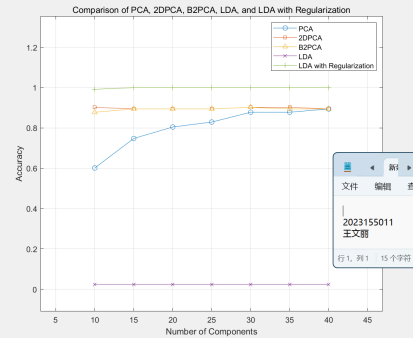 Comparison of PCA, 2DPCA, B2PCA, LDA, and LDA with Regularization
PCA
2DPCA
B2PCA
LDA
LDA with Regularization
1.2
1
0.8
0.6
0.4
0.2
0
Accuracy
5
10
15
20
25
30
35
40
45
Number of Components
文件
编辑
2023155011
王文丽
行 1，列 1
15 个字符